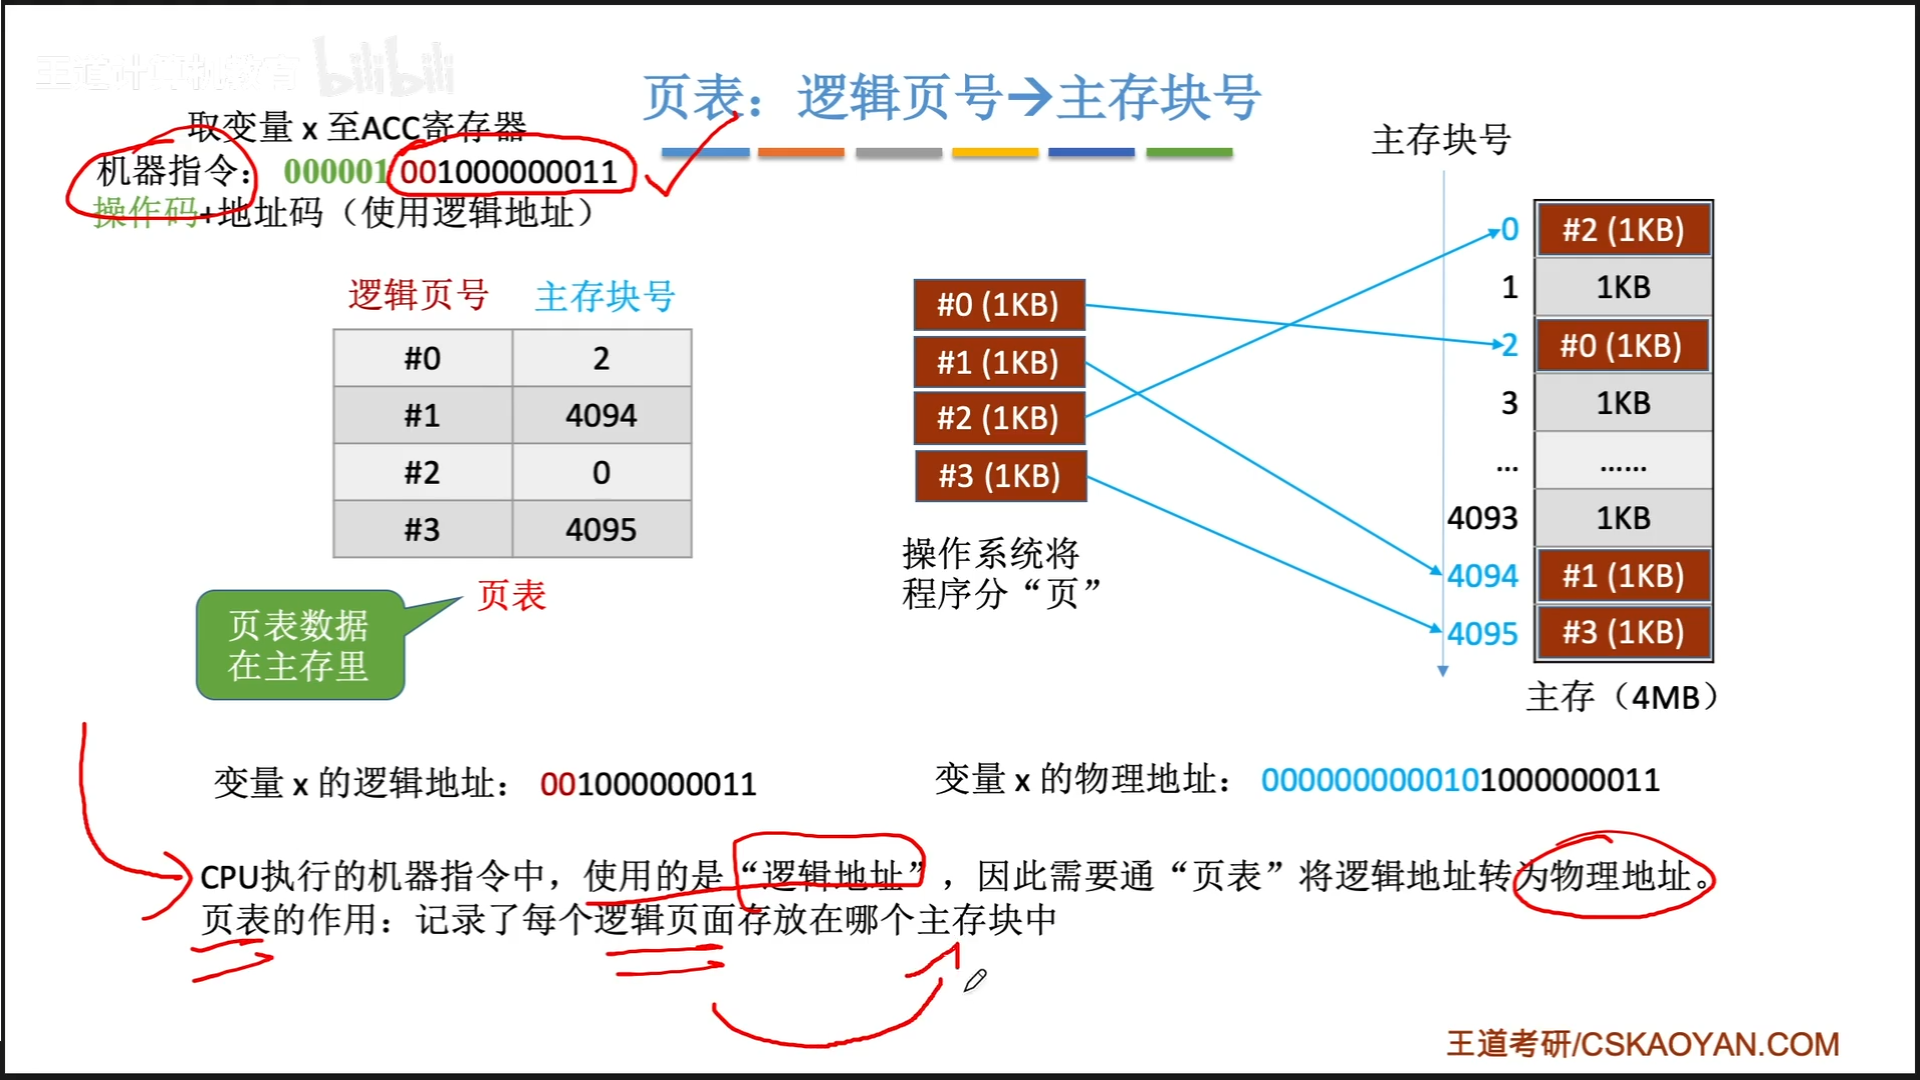 王道计算机教育 bilibili
页表：逻辑页号→主存块号
取变量 x 至ACC寄存器
机器指令： 000001 001000000011
操作码+地址码（使用逻辑地址）
逻辑页号 主存块号
#0 2
#1 4094
#2 0
#3 4095
页表
页表数据
在主存里
#0 (1KB)
#1 (1KB)
#2 (1KB)
#3 (1KB)
操作系统将
程序分“页”
主存块号
0 #2 (1KB)
1 1KB
2 #0 (1KB)
3 1KB
... ......
4093 1KB
4094 #1 (1KB)
4095 #3 (1KB)
主存（4MB）
变量 x 的逻辑地址： 001000000011
变量 x 的物理地址： 0000000000101000000011
CPU执行的机器指令中，使用的是“逻辑地址”，因此需要通“页表”将逻辑地址转为物理地址。
页表的作用：记录了每个逻辑页面存放在哪个主存块中
王道考研/CSKAOYAN.COM